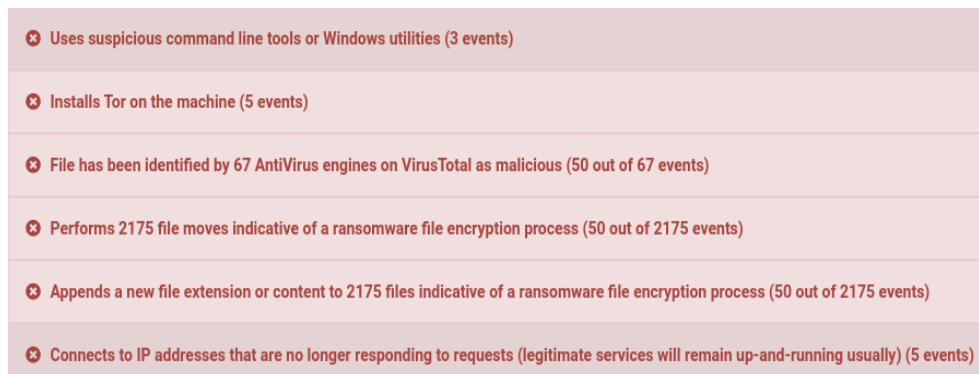 Uses suspicious command line tools or Windows utilities (3 events)
Installs Tor on the machine (5 events)
File has been identified by 67 AntiVirus engines on VirusTotal as malicious (50 out of 67 events)
Performs 2175 file moves indicative of a ransomware file encryption process (50 out of 2175 events)
Appends a new file extension or content to 2175 files indicative of a ransomware file encryption process (50 out of 2175 events)
Connects to IP addresses that are no longer responding to requests (legitimate services will remain up-and-running usually) (5 events)